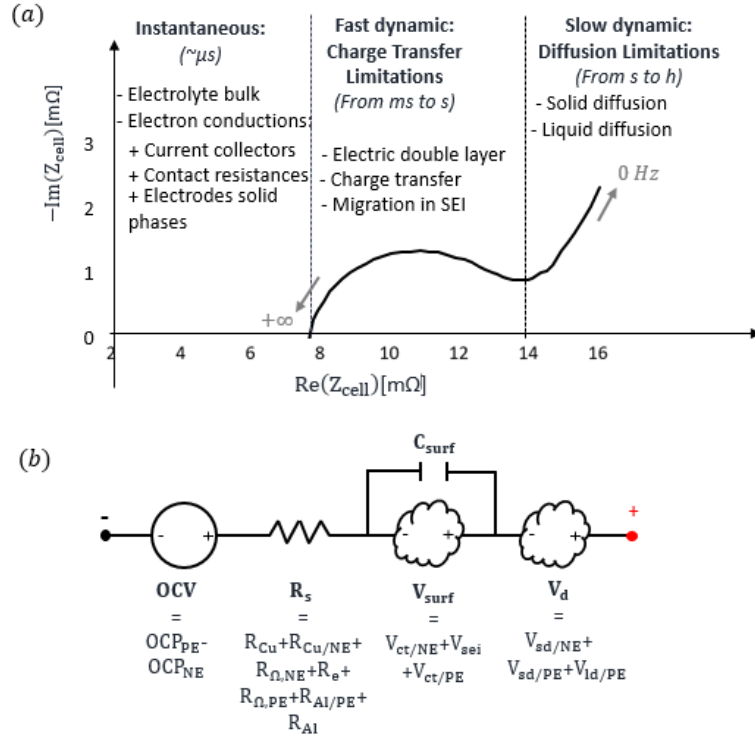 (a)
Instantaneous:
(~μs)
- Electrolyte bulk
- Electron conductions:
+ Current collectors
+ Contact resistances
+ Electrodes solid
phases
Fast dynamic:
Charge Transfer
Limitations
(From ms to s)
- Electric double layer
- Charge transfer
- Migration in SEI
Slow dynamic:
Diffusion Limitations
(From s to h)
- Solid diffusion
- Liquid diffusion
0 Hz
+∞
−Im(Z_cell)[mΩ]
3
2
1
0
2 4 6 8 10 12 14 16
Re(Z_cell)[mΩ]
(b)
C_surf
- - + - + - + +
OCV
=
OCP_PE-
OCP_NE
R_s
=
R_Cu+R_Cu/NE+
R_Ω,NE+R_e+
R_Ω,PE+R_Al/PE+
R_Al
V_surf
=
V_ct/NE+V_sei
+V_ct/PE
V_d
=
V_sd/NE+
V_sd/PE+V_ld/PE